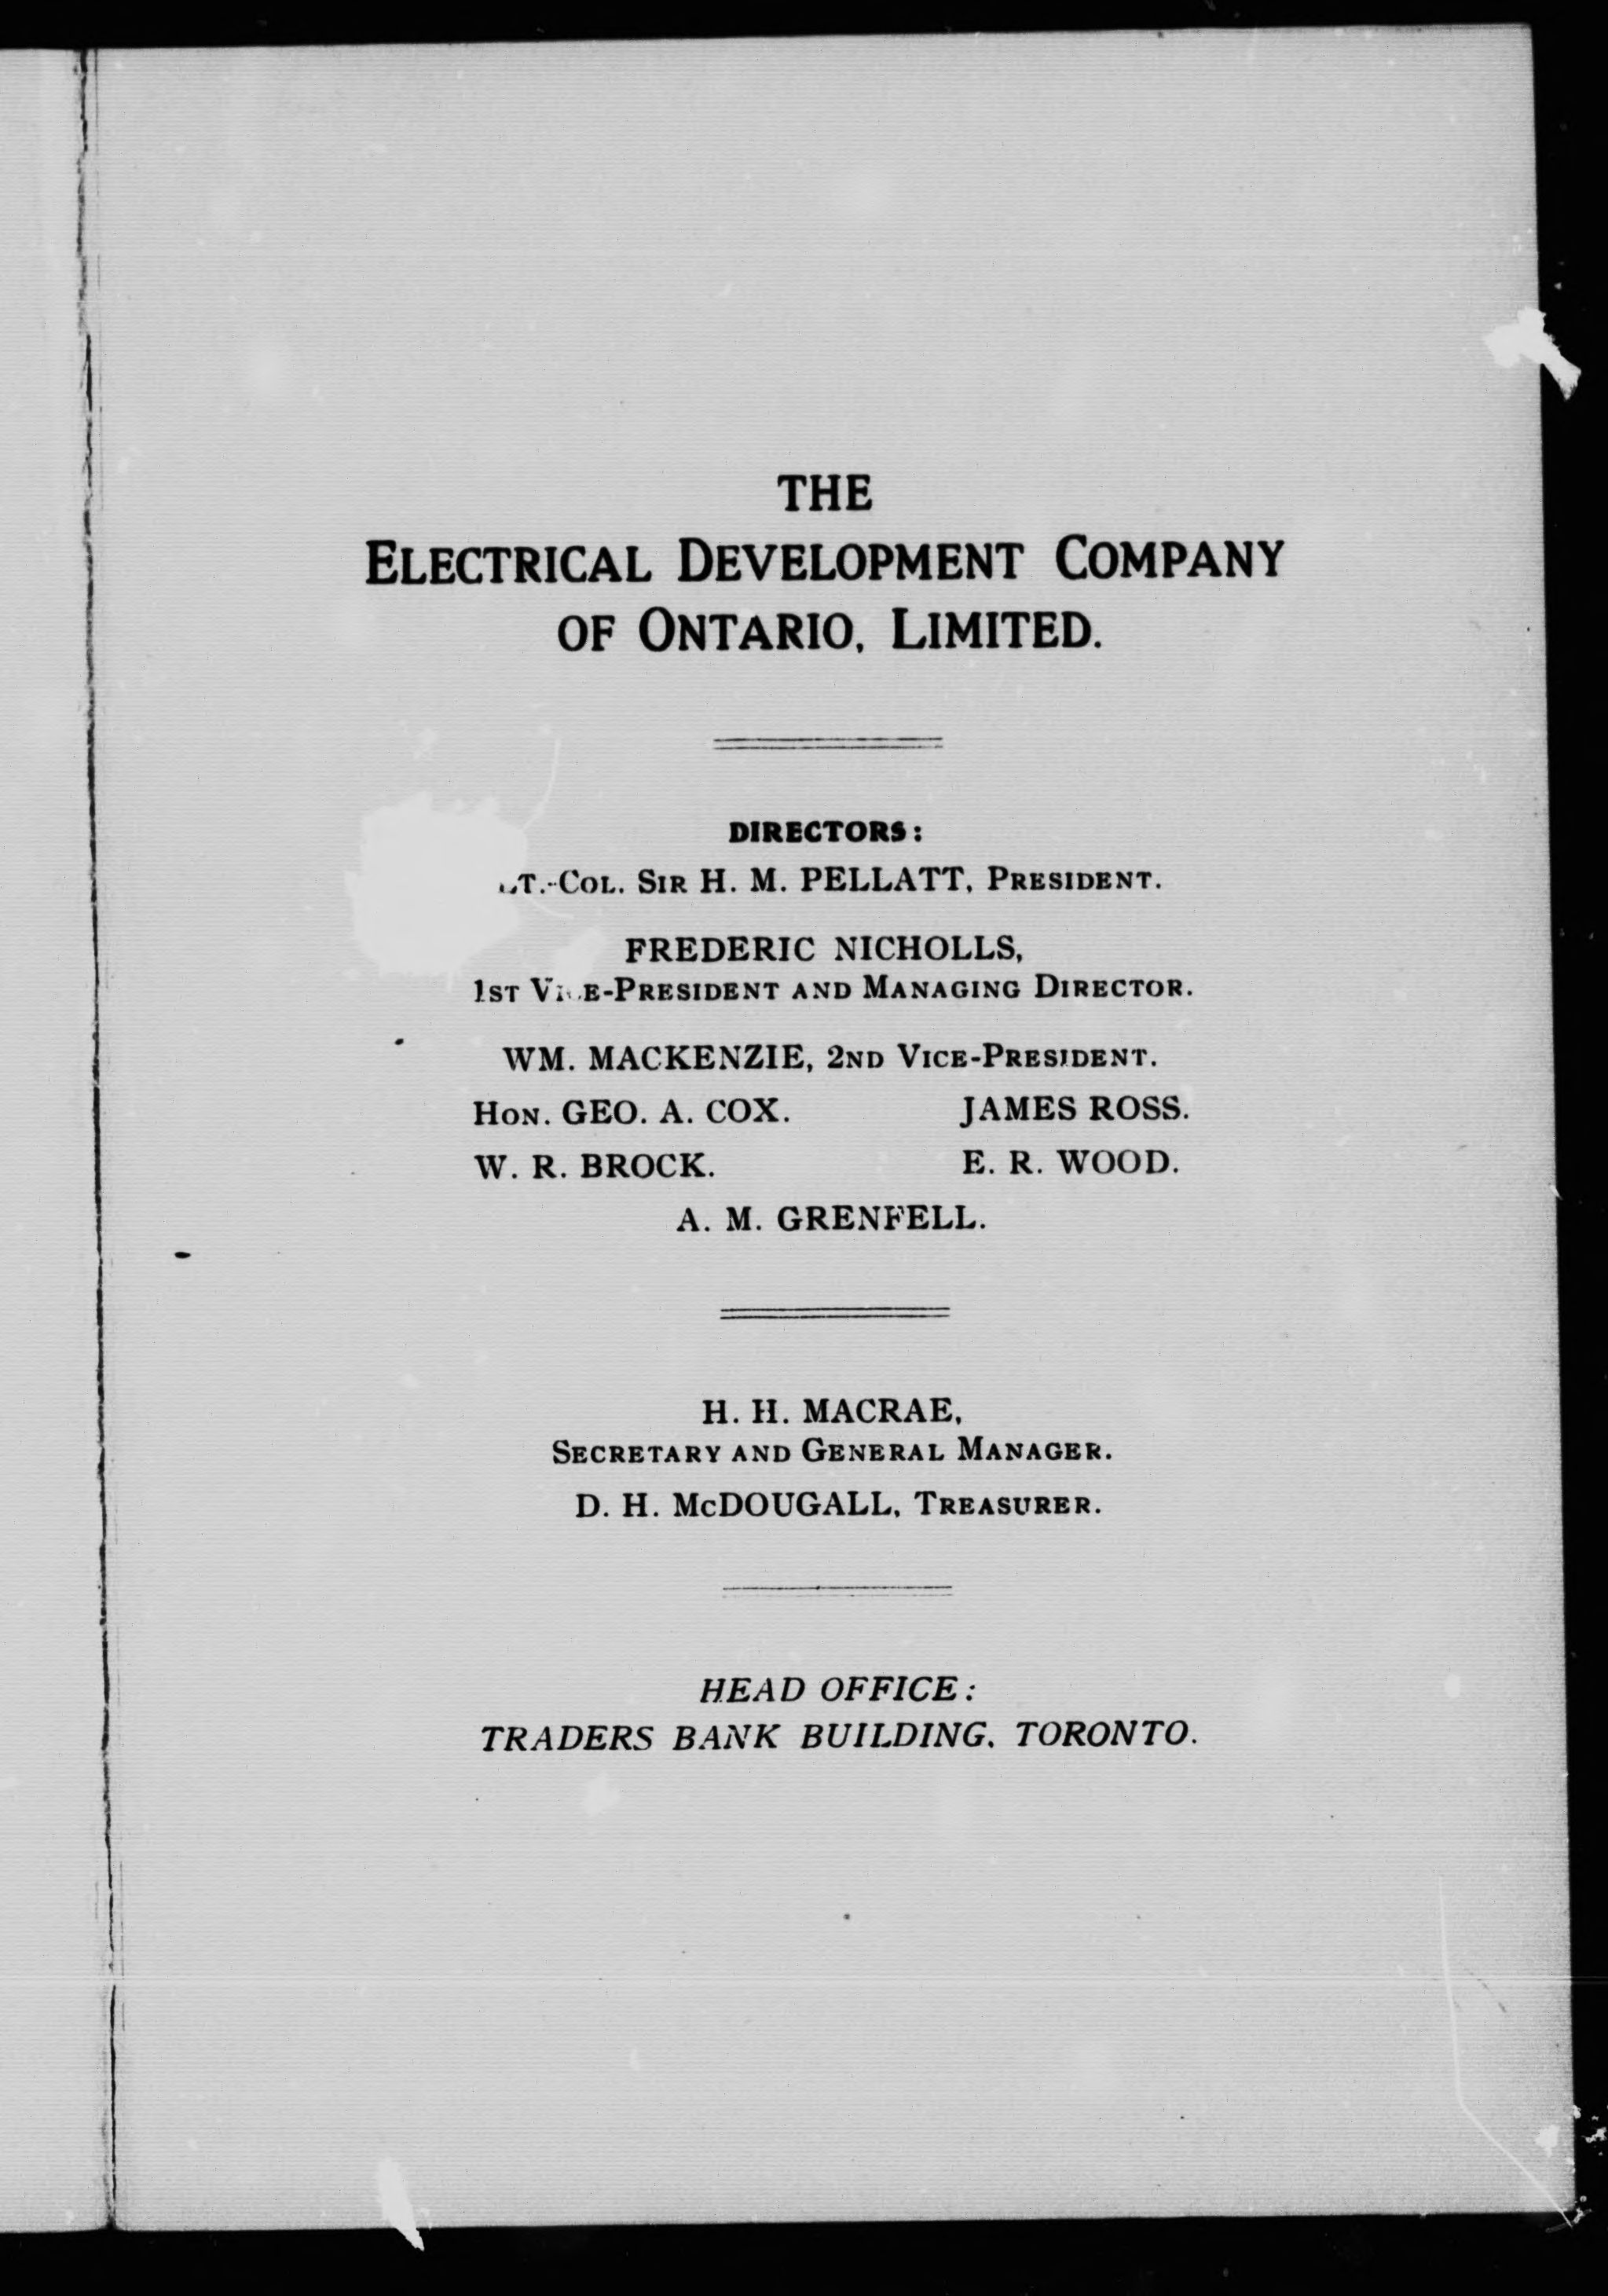 THE
ELECTRICAL DEVELOPMENT COMPANY
OF ONTARIO, LIMITED.
DIRECTORS:
LT.-COL. SIR H. M. PELLATT, PRESIDENT.
FREDERIC NICHOLLS,
1ST VICE-PRESIDENT AND MANAGING DIRECTOR.
WM. MACKENZIE, 2ND VICE-PRESIDENT.
HON. GEO. A. COX. JAMES ROSS.
W. R. BROCK. E. R. WOOD.
A. M. GRENFELL.
H. H. MACRAE,
SECRETARY AND GENERAL MANAGER.
D. H. McDOUGALL, TREASURER.
HEAD OFFICE:
TRADERS BANK BUILDING, TORONTO.